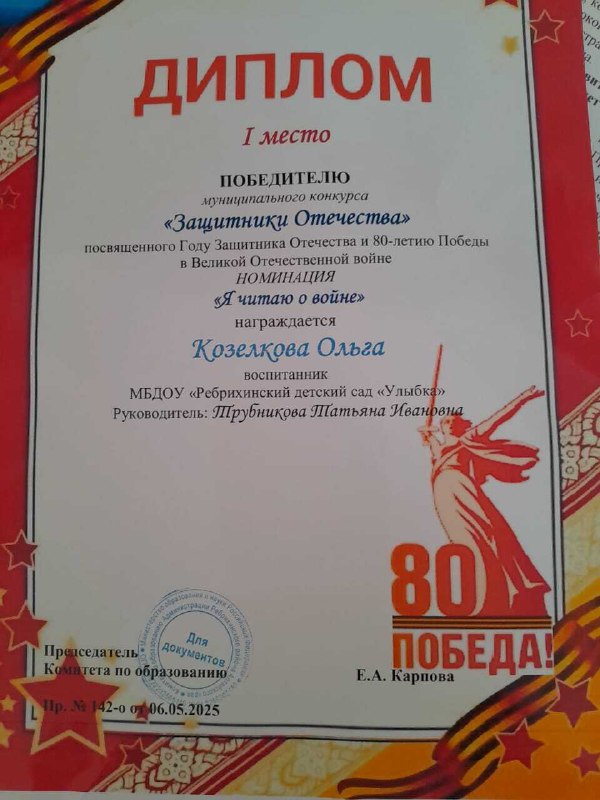 ДИПЛОМ
I место
ПОБЕДИТЕЛЮ
муниципального конкурса
«Защитники Отечества»
посвященного Году Защитника Отечества и 80-летию Победы
в Великой Отечественной войне
НОМИНАЦИЯ
«Я читаю о войне»
награждается
Козелкова Ольга
воспитанник
МБДОУ «Ребрихинский детский сад «Улыбка»
Руководитель: Трубникова Татьяна Ивановна
80
ПОБЕДА!
Для
документов
Председатель
Комитета по образованию
Е.А. Карпова
Пр. № 142-о от 06.05.2025